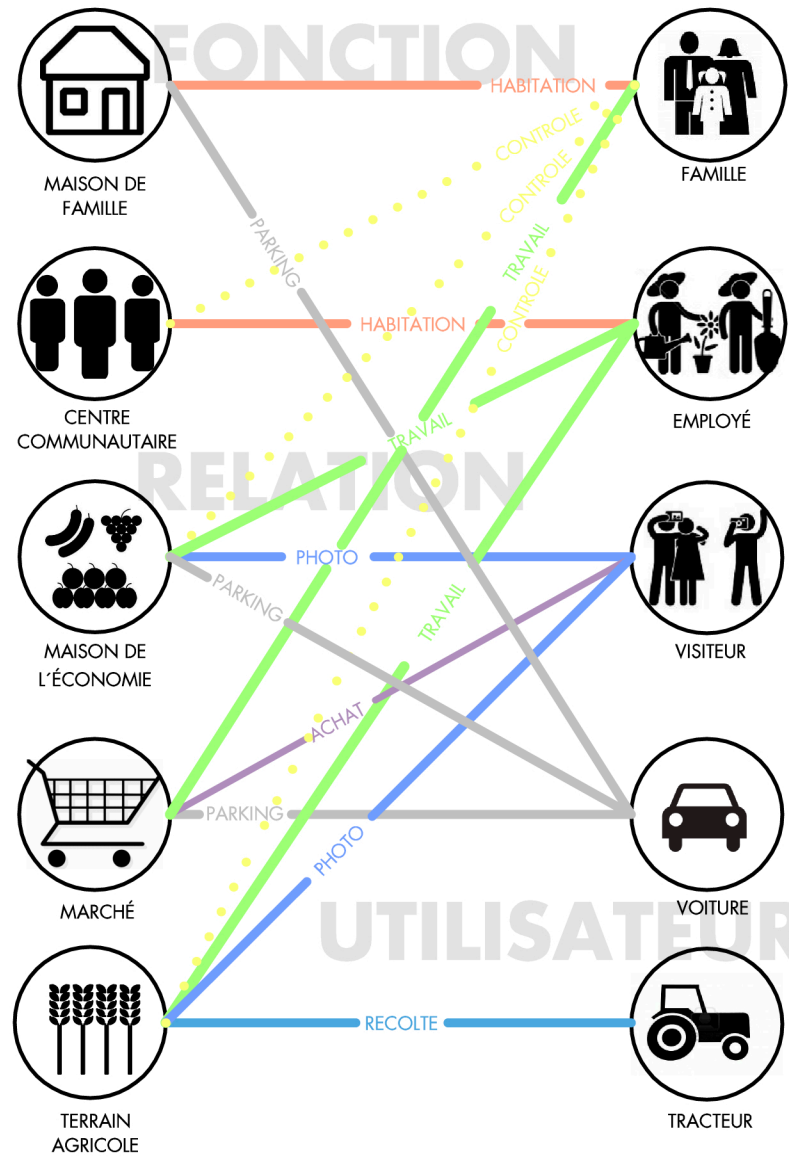 FONCTION
HABITATION
CONTROLE
MAISON DE
FAMILLE
FAMILLE
CONTROLE
TRAVAIL
PARKING
CONTROLE
HABITATION
CENTRE
COMMUNAUTAIRE
EMPLOYÉ
TRAVAIL
RELATION
PHOTO
PARKING
TRAVAIL
MAISON DE
L´ÉCONOMIE
VISITEUR
ACHAT
PARKING
PHOTO
MARCHÉ
VOITURE
UTILISATEUR
RECOLTE
TERRAIN
AGRICOLE
TRACTEUR